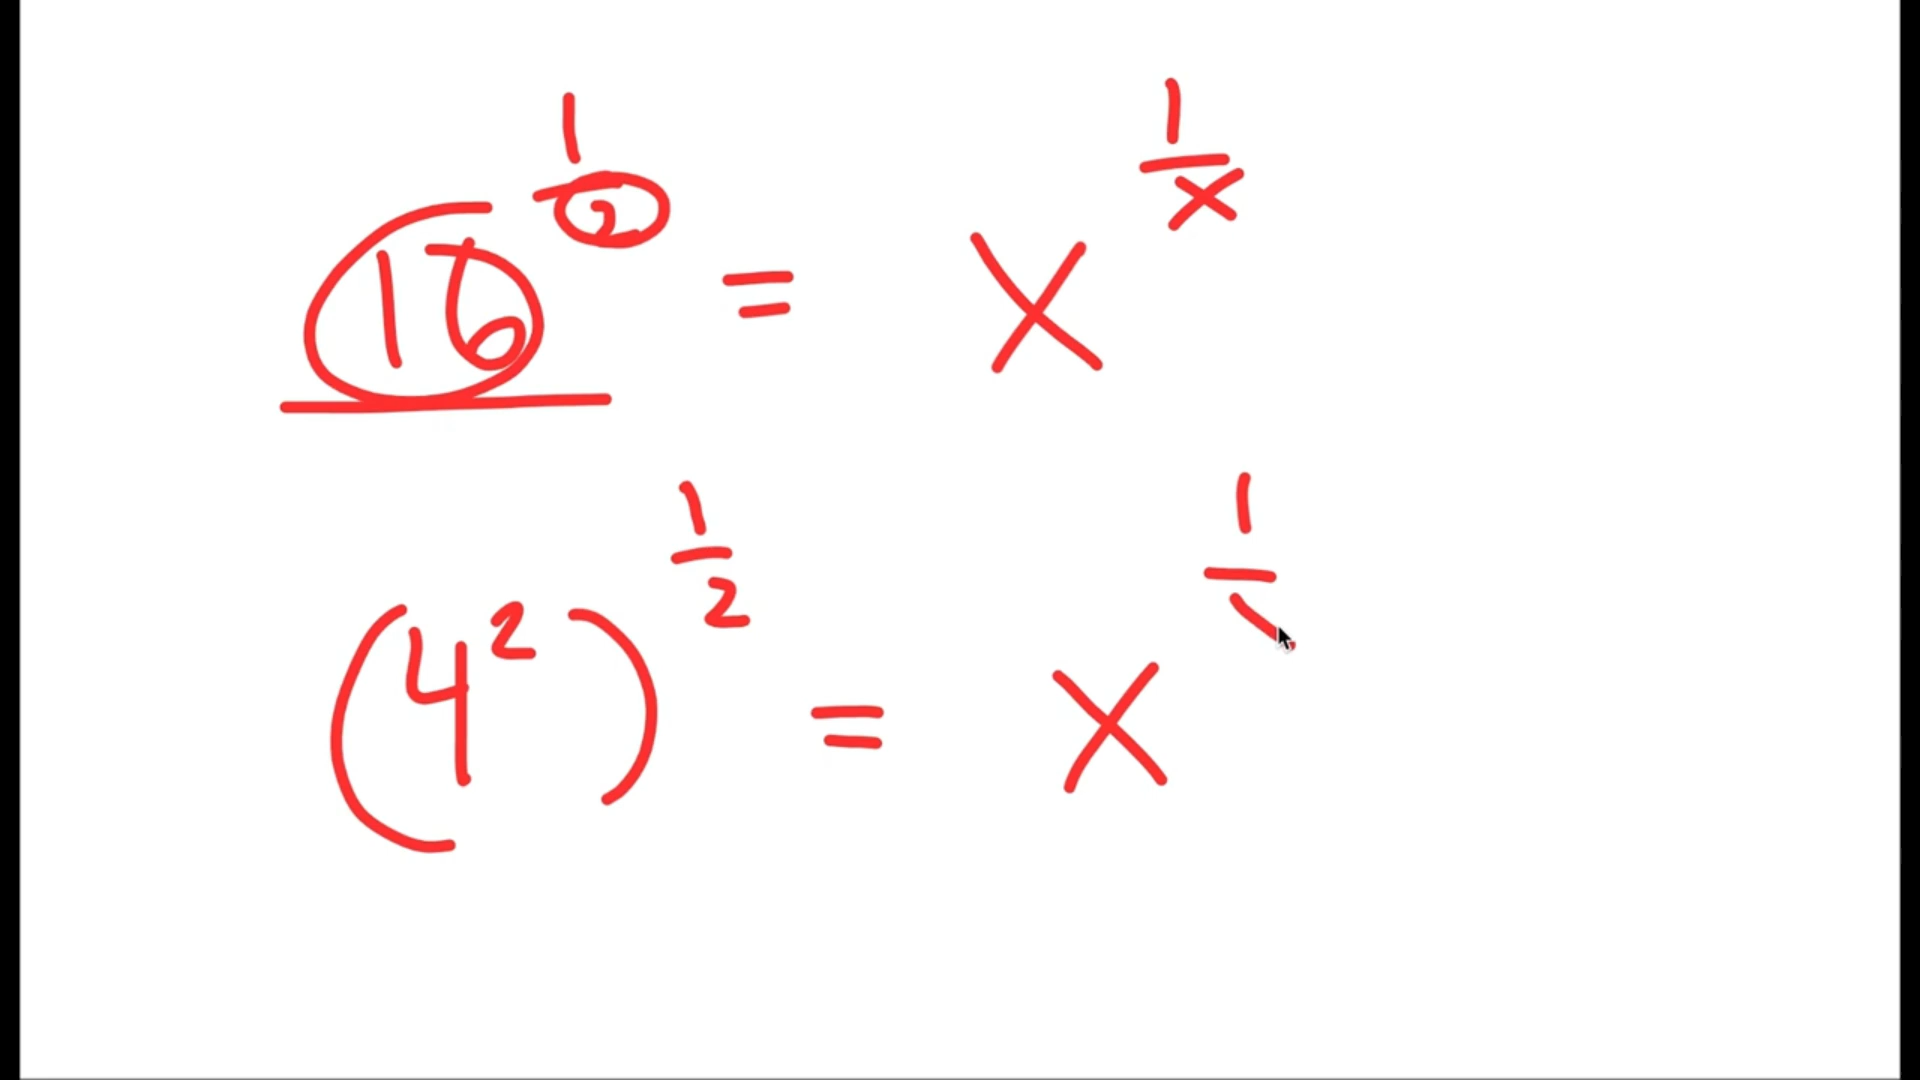 16^(1/2) = x^(1/x)
(4^2)^(1/2) = x^(1/\)